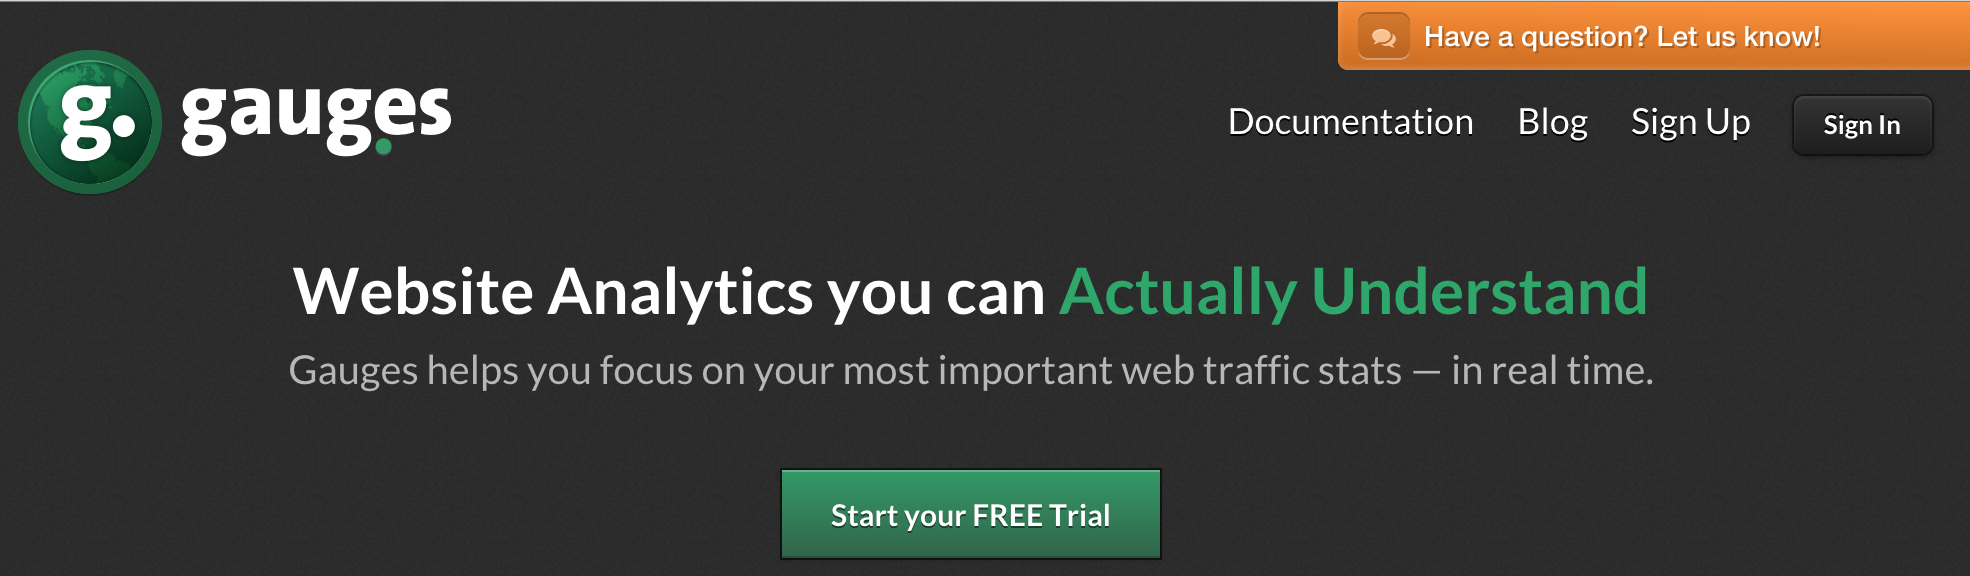 Have a question? Let us know!
g. gauges
Documentation Blog Sign Up Sign In
Website Analytics you can Actually Understand
Gauges helps you focus on your most important web traffic stats — in real time.
Start your FREE Trial